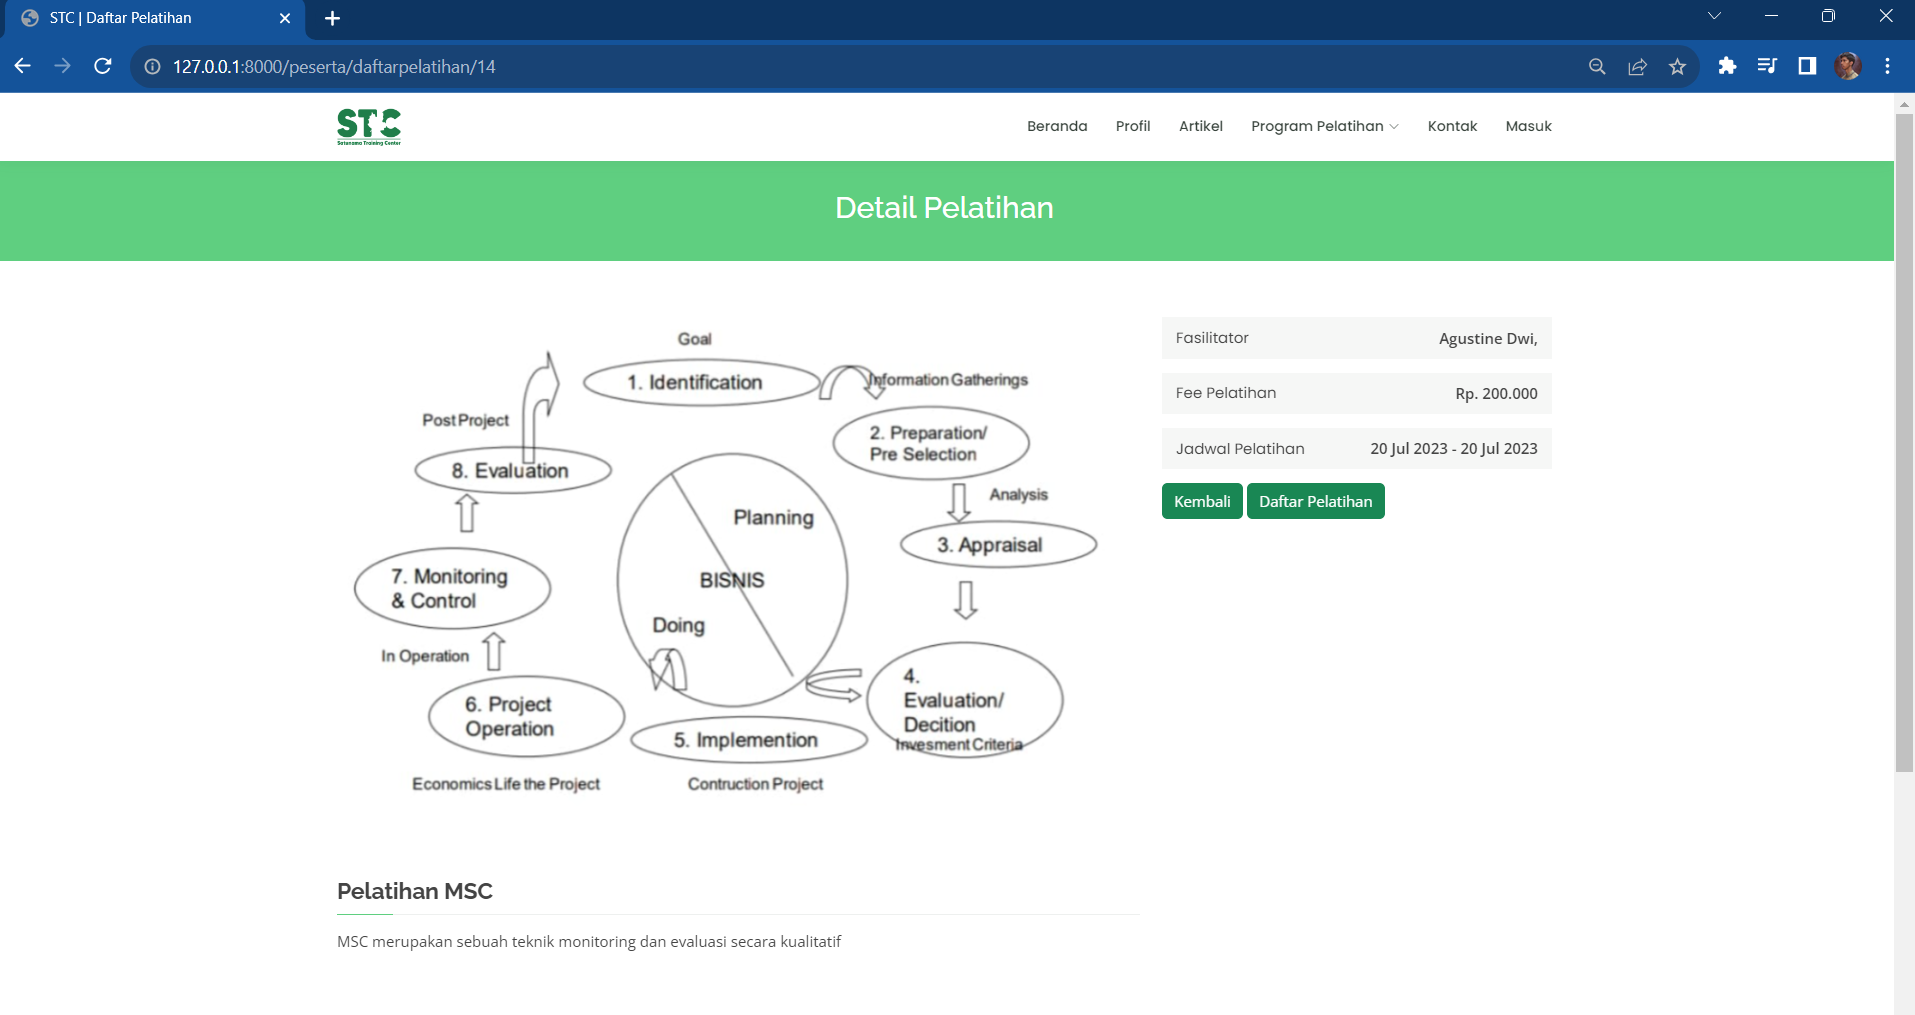 STC | Daftar Pelatihan
127.0.0.1:8000/peserta/daftarpelatihan/14
STC
Satunama Training Center
Beranda Profil Artikel Program Pelatihan Kontak Masuk
Detail Pelatihan
Goal
1. Identification
Information Gatherings
Post Project
2. Preparation/
Pre Selection
8. Evaluation
Analysis
Planning
3. Appraisal
7. Monitoring
& Control
BISNIS
Doing
In Operation
4.
Evaluation/
Decition
Invesment Criteria
6. Project
Operation
5. Implemention
Economics Life the Project
Contruction Project
Fasilitator Agustine Dwi,
Fee Pelatihan Rp. 200.000
Jadwal Pelatihan 20 Jul 2023 - 20 Jul 2023
Kembali Daftar Pelatihan
Pelatihan MSC
MSC merupakan sebuah teknik monitoring dan evaluasi secara kualitatif